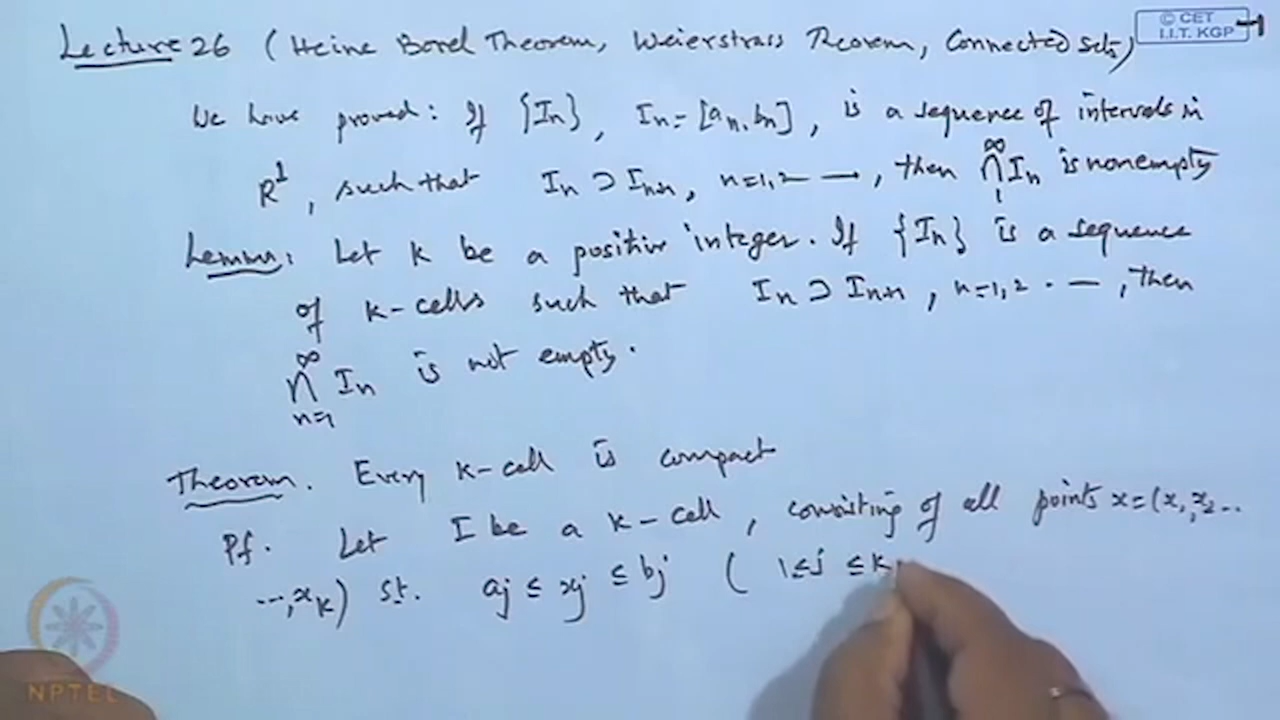 Lecture 26 (Heine Borel Theorem, Weierstrass Theorem, Connected Sets)
© CET
I.I.T. KGP
We have proved: If {In}, In = [an, bn], is a sequence of intervals in
R¹, such that In ⊃ In+1, n=1,2 —, then ∞⋂1 In is nonempty
Lemma: Let k be a positive integer. If {In} is a sequence
of k-cells such that In ⊃ In+1, n=1,2 . —, then
∞⋂n=1 In is not empty.
Theorem. Every k-cell is compact
Pf. Let I be a k-cell, consisting of all points x=(x1,x2...
...,xk) st. aj ≤ xj ≤ bj ( 1≤j ≤k
NPTEL